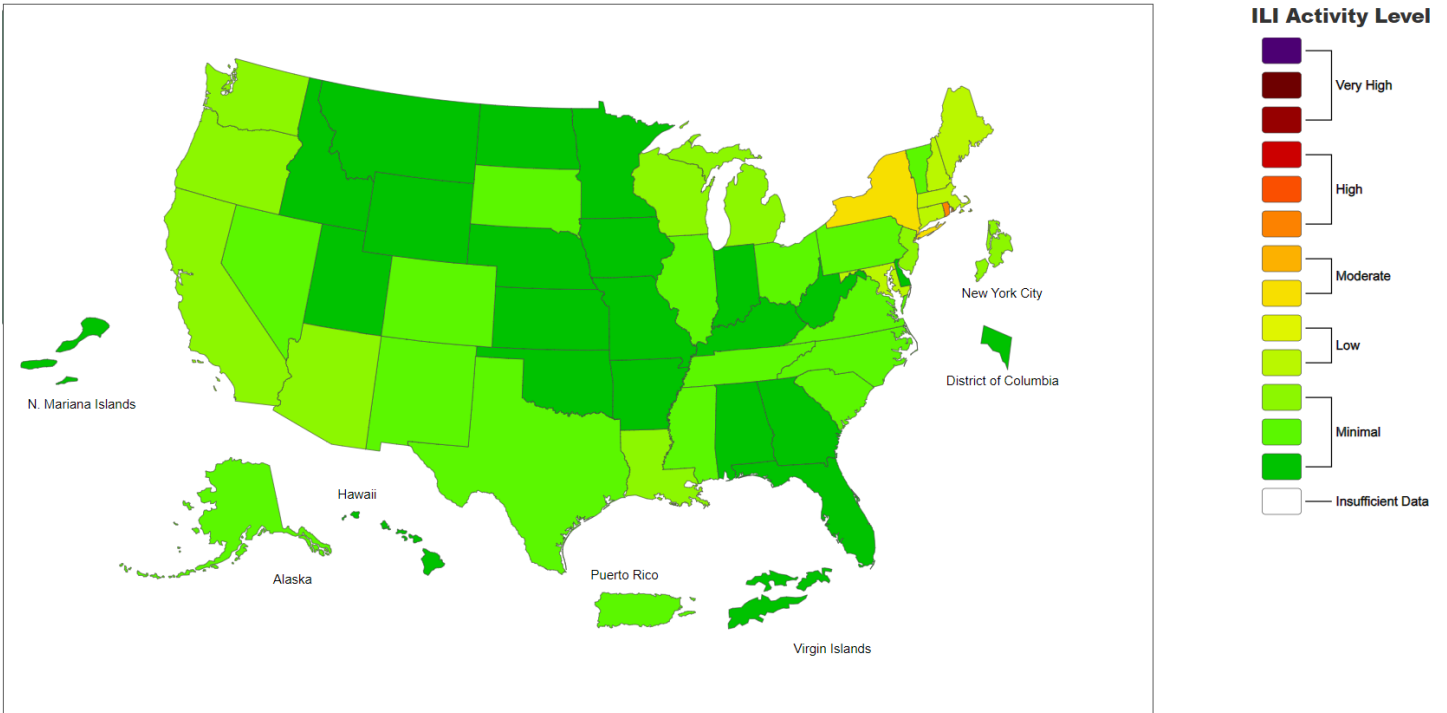 ILI Activity Level
Very High
High
Moderate
New York City
Low
District of Columbia
N. Mariana Islands
Minimal
Hawaii
Insufficient Data
Alaska
Puerto Rico
Virgin Islands